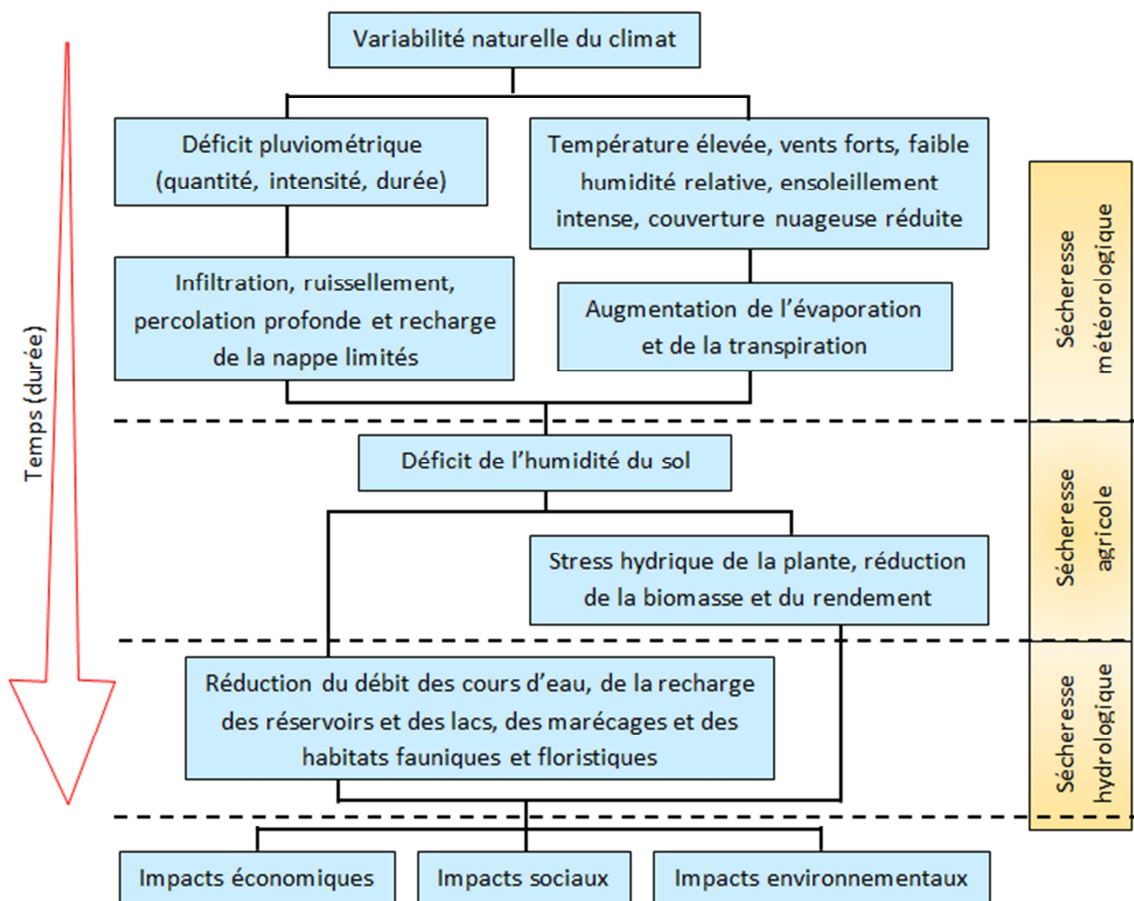 Variabilité naturelle du climat
Déficit pluviométrique
(quantité, intensité, durée)
Température élevée, vents forts, faible
humidité relative, ensoleillement
intense, couverture nuageuse réduite
Infiltration, ruissellement,
percolation profonde et recharge
de la nappe limités
Augmentation de l'évaporation
et de la transpiration
Sécheresse
météorologique
Temps (durée)
Déficit de l'humidité du sol
Stress hydrique de la plante, réduction
de la biomasse et du rendement
Sécheresse
agricole
Réduction du débit des cours d'eau, de la recharge
des réservoirs et des lacs, des marécages et des
habitats fauniques et floristiques
Sécheresse
hydrologique
Impacts économiques
Impacts sociaux
Impacts environnementaux